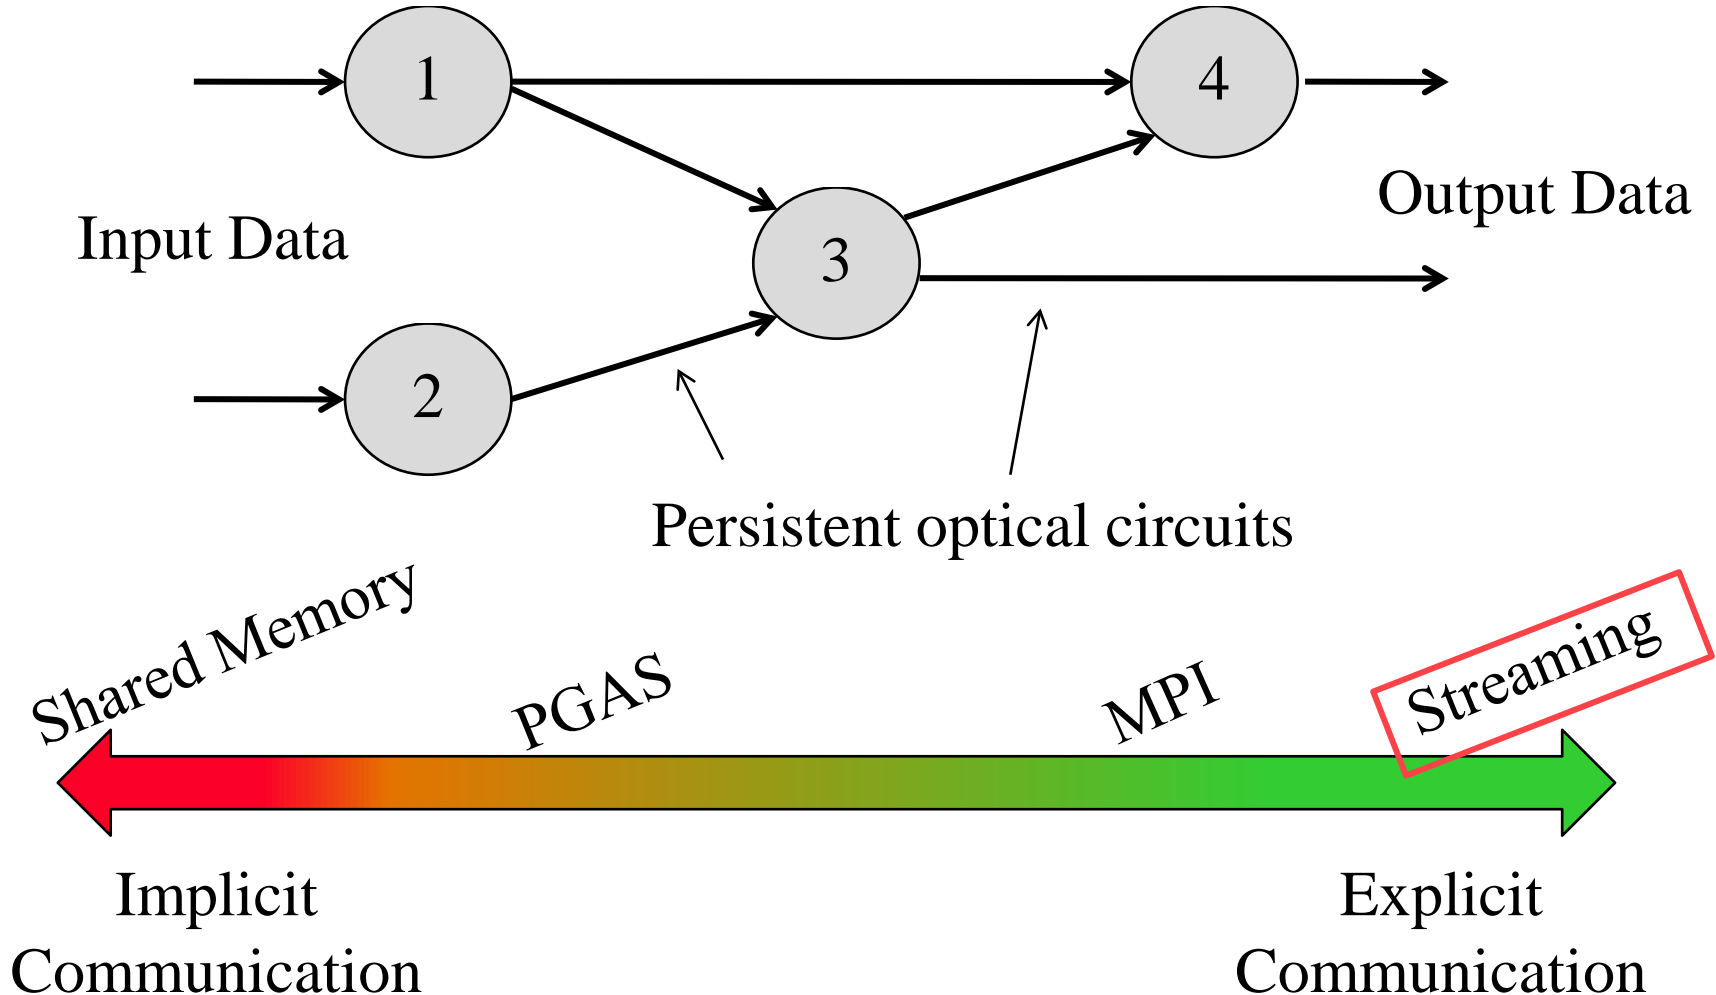 1
4
Input Data
Output Data
3
2
Persistent optical circuits
Shared Memory
PGAS
MPI
Streaming
Implicit
Communication
Explicit
Communication